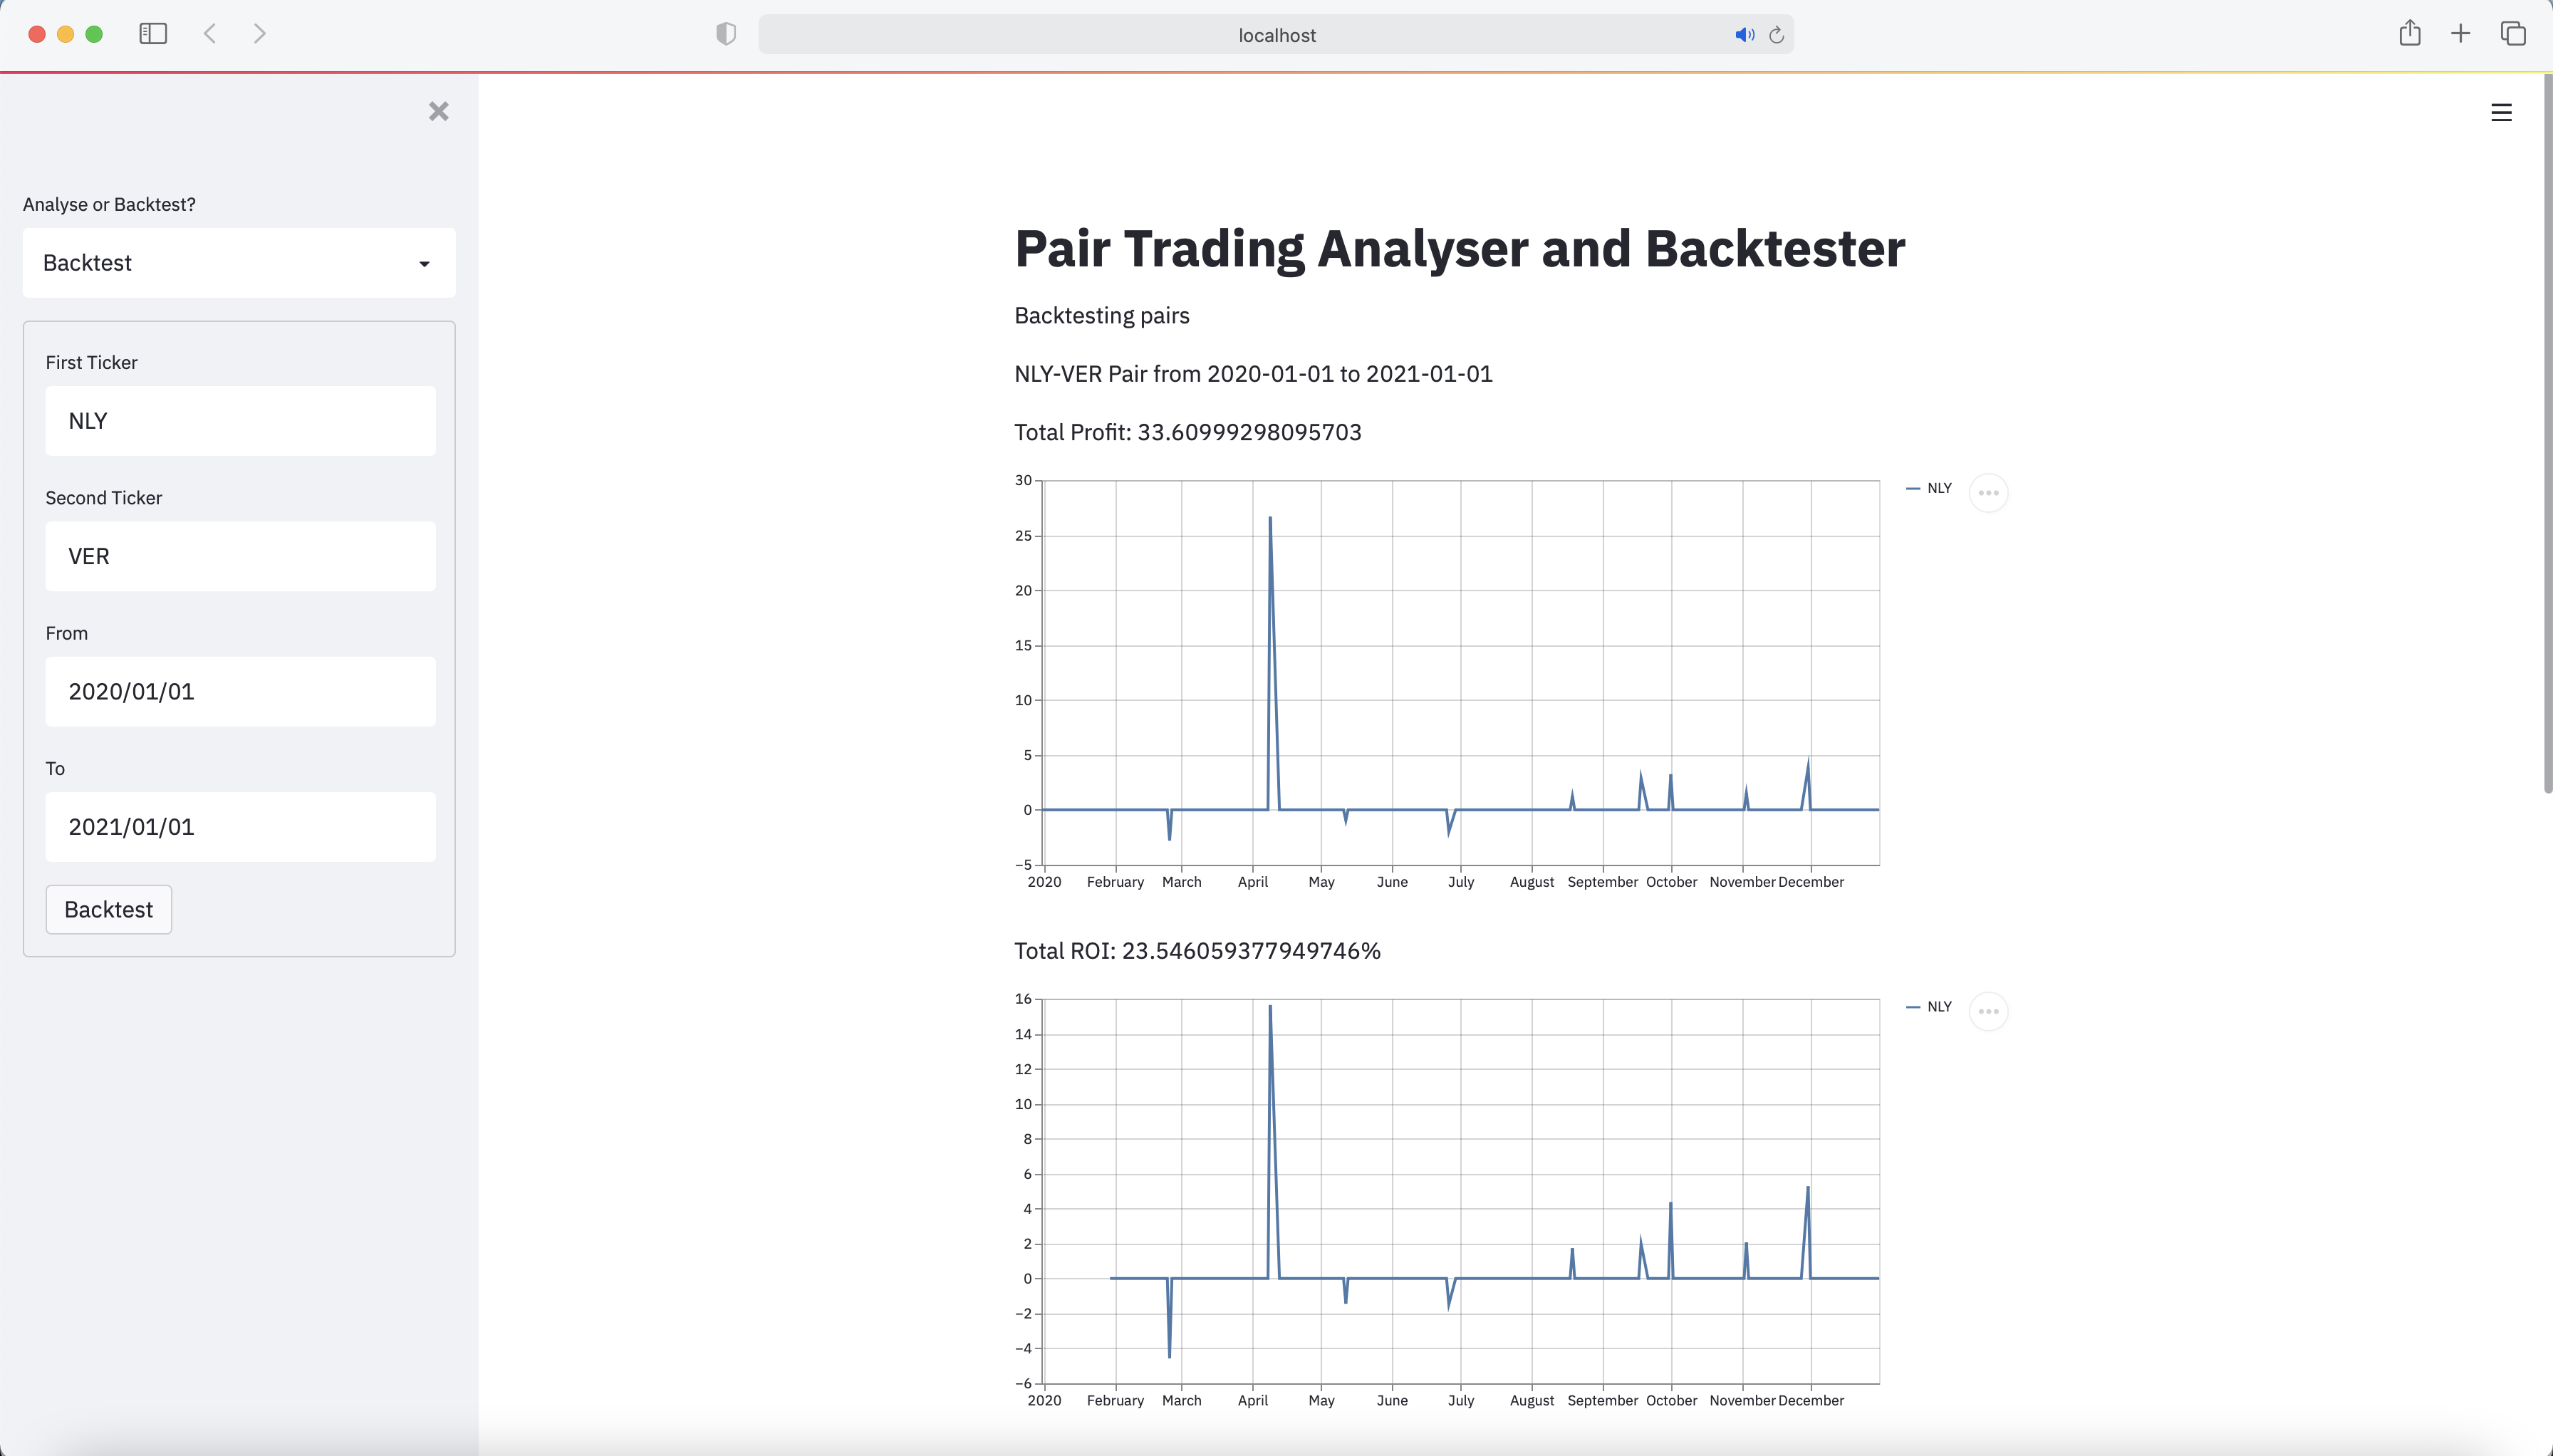 localhost
Analyse or Backtest?
Backtest
First Ticker
NLY
Second Ticker
VER
From
2020/01/01
To
2021/01/01
Backtest
Pair Trading Analyser and Backtester
Backtesting pairs
NLY-VER Pair from 2020-01-01 to 2021-01-01
Total Profit: 33.60999298095703
30
25
20
15
10
5
0
−5
2020 February March April May June July August September October November December
NLY
Total ROI: 23.546059377949746%
16
14
12
10
8
6
4
2
0
−2
−4
−6
2020 February March April May June July August September October November December
NLY